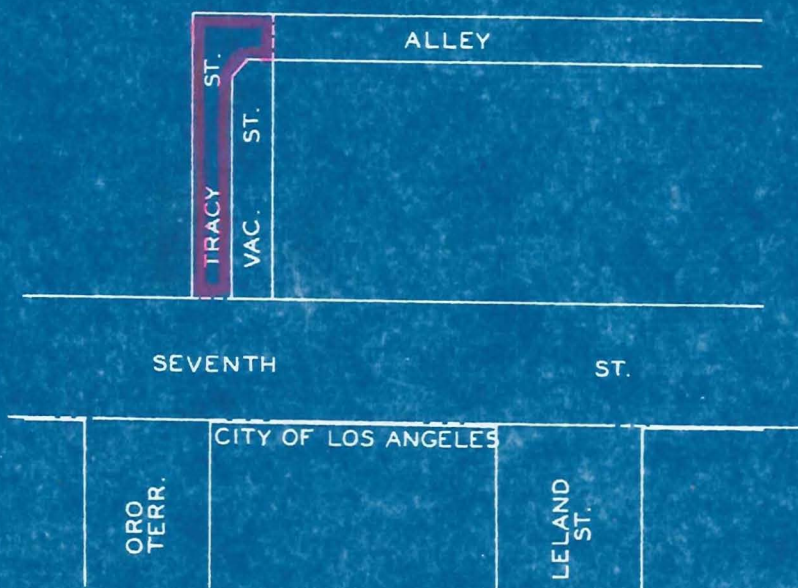 ALLEY
TRACY ST.
VAC. ST.
SEVENTH ST.
CITY OF LOS ANGELES
ORO
TERR.
LELAND
ST.